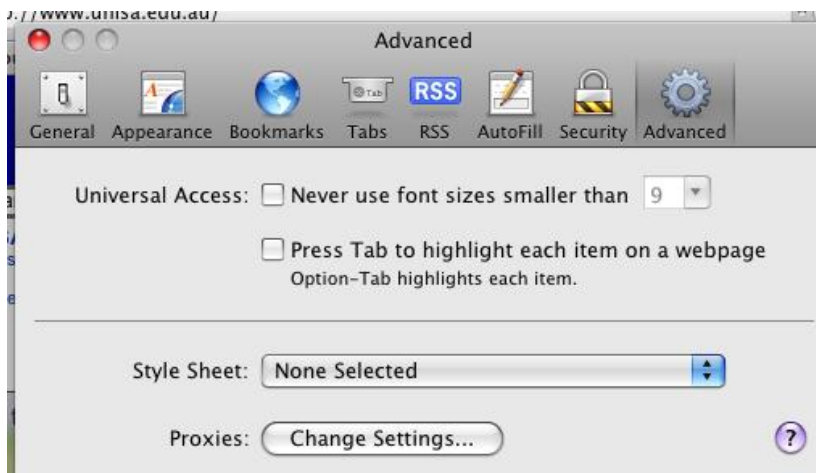 ://www.unisa.edu.au/
Advanced
General Appearance Bookmarks Tabs RSS AutoFill Security Advanced
Universal Access: Never use font sizes smaller than 9
Press Tab to highlight each item on a webpage
Option-Tab highlights each item.
Style Sheet: None Selected
Proxies: Change Settings... ?